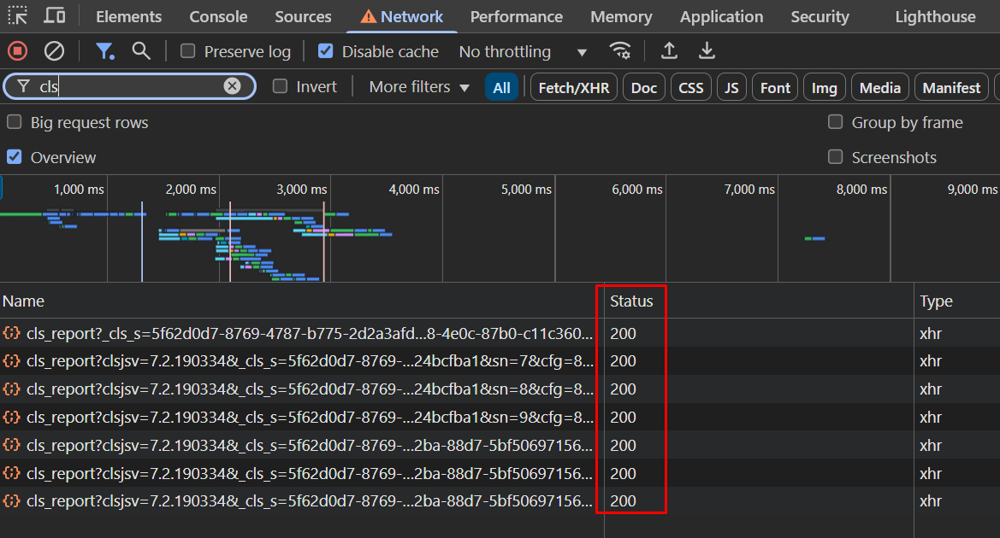 Elements Console Sources Network Performance Memory Application Security Lighthouse
Preserve log Disable cache No throttling
cls Invert More filters All Fetch/XHR Doc CSS JS Font Img Media Manifest
Big request rows Group by frame
Overview Screenshots
1,000 ms 2,000 ms 3,000 ms 4,000 ms 5,000 ms 6,000 ms 7,000 ms 8,000 ms 9,000 ms
Name Status Type
cls_report?_cls_s=5f62d0d7-8769-4787-b775-2d2a3afd...8-4e0c-87b0-c11c360... 200 xhr
cls_report?clsjsv=7.2.190334&_cls_s=5f62d0d7-8769-...24bcfba1&sn=7&cfg=8... 200 xhr
cls_report?clsjsv=7.2.190334&_cls_s=5f62d0d7-8769-...24bcfba1&sn=8&cfg=8... 200 xhr
cls_report?clsjsv=7.2.190334&_cls_s=5f62d0d7-8769-...24bcfba1&sn=9&cfg=8... 200 xhr
cls_report?clsjsv=7.2.190334&_cls_s=5f62d0d7-8769-...2ba-88d7-5bf50697156... 200 xhr
cls_report?clsjsv=7.2.190334&_cls_s=5f62d0d7-8769-...2ba-88d7-5bf50697156... 200 xhr
cls_report?clsjsv=7.2.190334&_cls_s=5f62d0d7-8769-...2ba-88d7-5bf50697156... 200 xhr